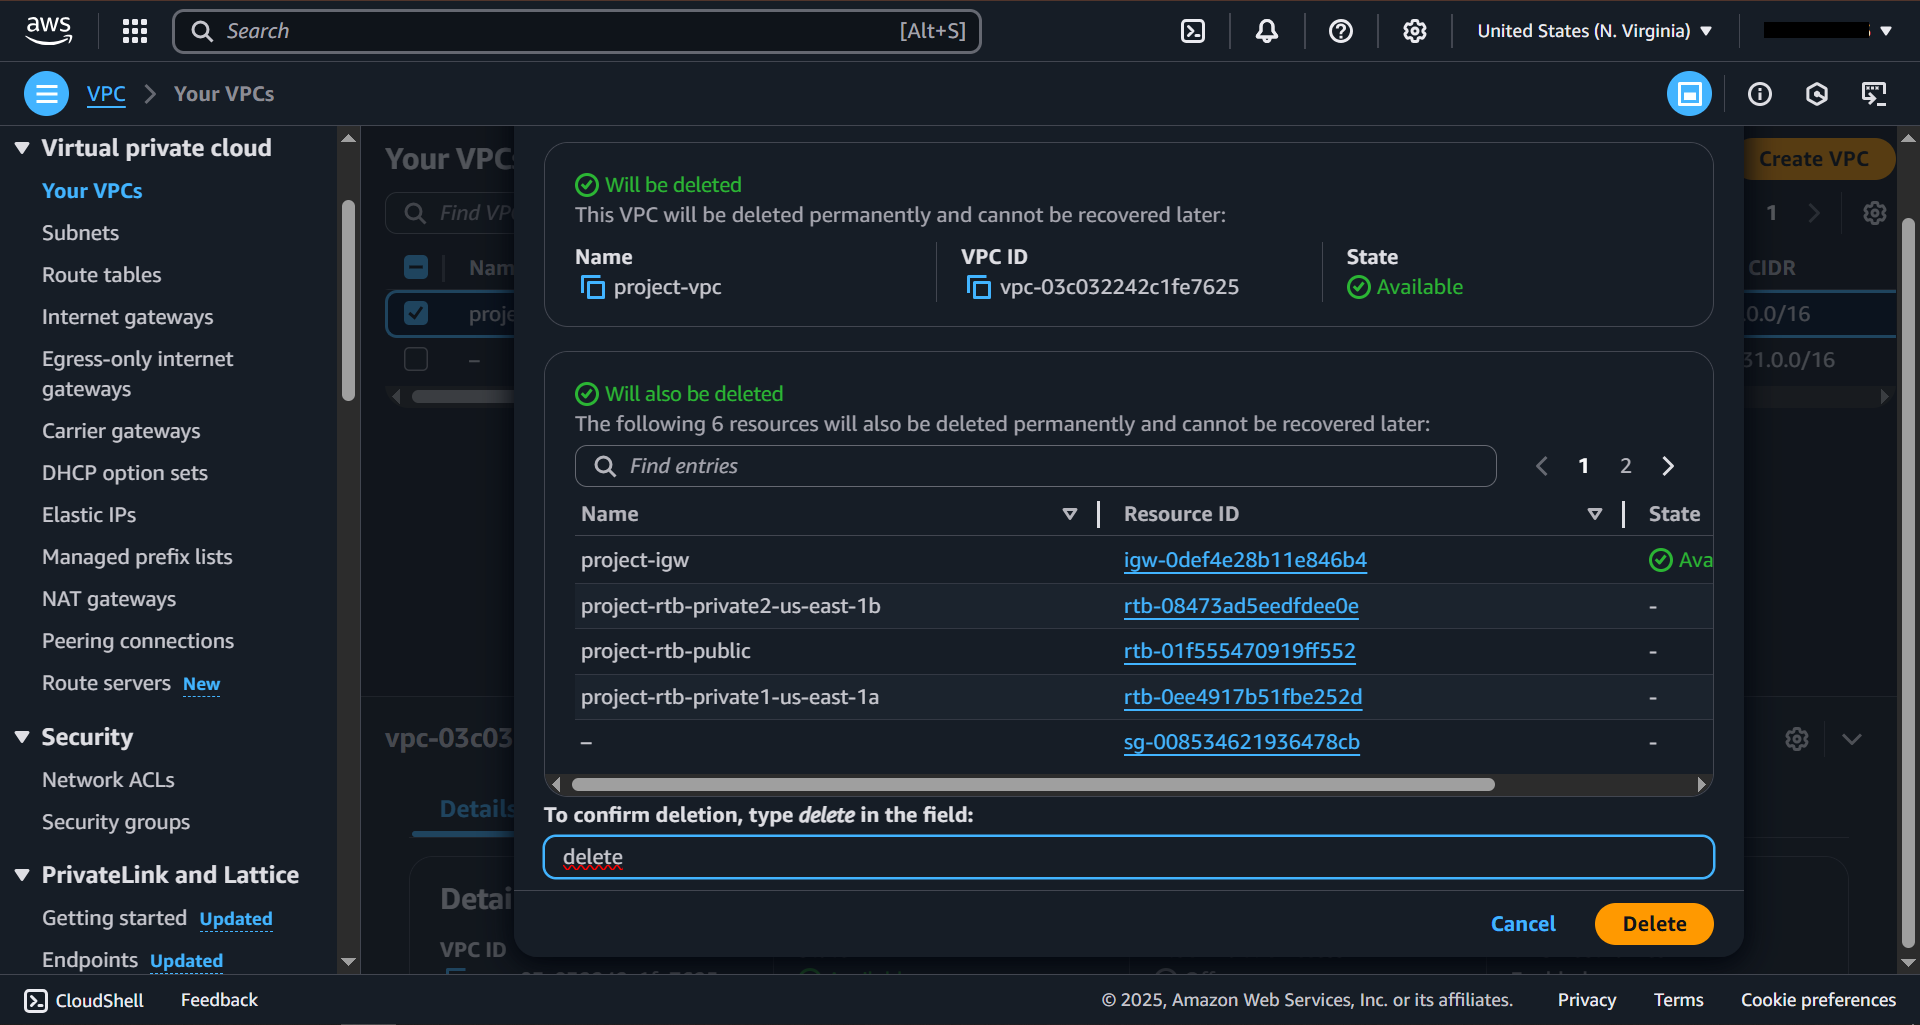 aws
Search [Alt+S]
United States (N. Virginia)
VPC > Your VPCs
Virtual private cloud
Your VPCs
Subnets
Route tables
Internet gateways
Egress-only internet
gateways
Carrier gateways
DHCP option sets
Elastic IPs
Managed prefix lists
NAT gateways
Peering connections
Route servers New
Security
Network ACLs
Security groups
PrivateLink and Lattice
Getting started Updated
Endpoints Updated
Your VPCs
Create VPC
Find VPC
1
Nam
CIDR
proje
.0.0/16
–
31.0.0/16
vpc-03c03
Details
Detai
VPC ID
Will be deleted
This VPC will be deleted permanently and cannot be recovered later:
Name VPC ID State
project-vpc vpc-03c032242c1fe7625 Available
Will also be deleted
The following 6 resources will also be deleted permanently and cannot be recovered later:
Find entries 1 2
Name Resource ID State
project-igw igw-0def4e28b11e846b4 Ava
project-rtb-private2-us-east-1b rtb-08473ad5eedfdee0e -
project-rtb-public rtb-01f555470919ff552 -
project-rtb-private1-us-east-1a rtb-0ee4917b51fbe252d -
– sg-008534621936478cb -
To confirm deletion, type delete in the field:
delete
Cancel Delete
CloudShell Feedback © 2025, Amazon Web Services, Inc. or its affiliates. Privacy Terms Cookie preferences